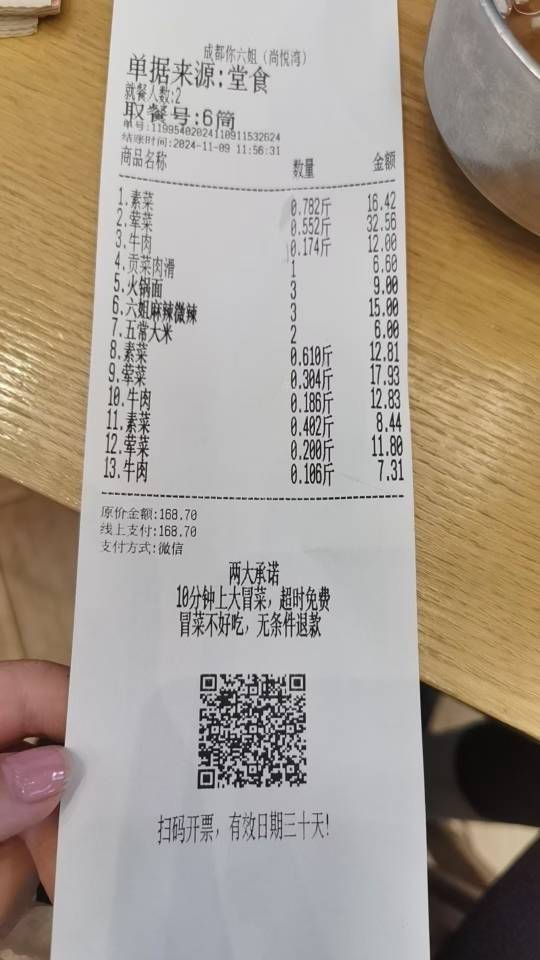 成都你六姐（尚悦湾）
单据来源:堂食
就餐人数:2
取餐号:6筒
单号:11995402024110911532624
结账时间:2024-11-09 11:56:31
商品名称 数量 金额
1.素菜 0.782斤 16.42
2.荤菜 0.552斤 32.56
3.牛肉 0.174斤 12.00
4.贡菜肉滑 1 6.60
5.火锅面 3 9.00
6.六姐麻辣微辣 3 15.00
7.五常大米 2 6.00
8.素菜 0.610斤 12.81
9.荤菜 0.304斤 17.93
10.牛肉 0.186斤 12.83
11.素菜 0.402斤 8.44
12.荤菜 0.200斤 11.80
13.牛肉 0.106斤 7.31
原价金额:168.70
线上支付:168.70
支付方式:微信
两大承诺
10分钟上大冒菜，超时免费
冒菜不好吃，无条件退款
扫码开票，有效日期三十天!